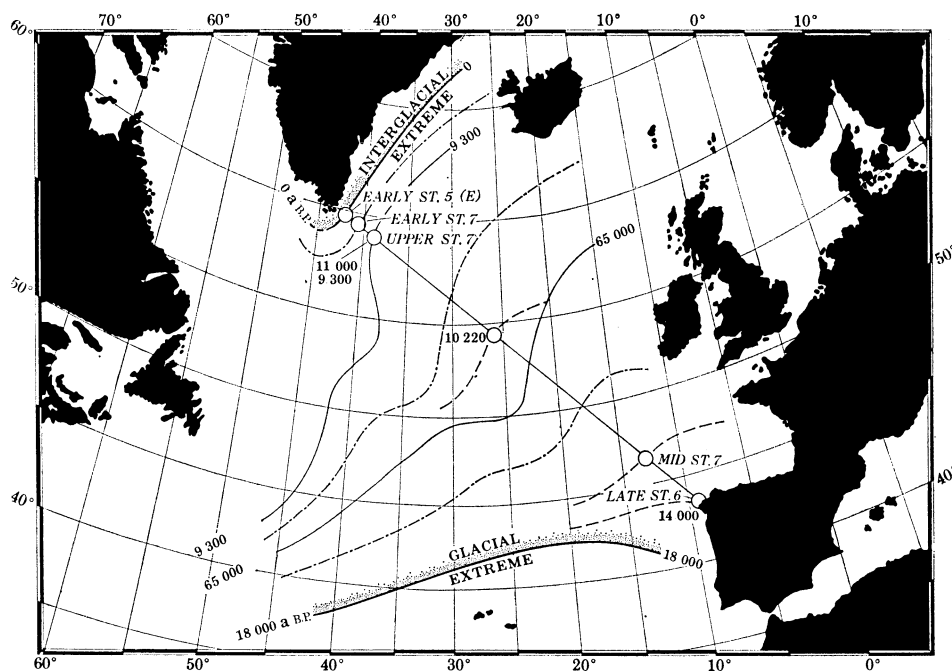 70° 60° 50° 40° 30° 20° 10° 0° 10°
60°
INTERGLACIAL
EXTREME
0
9 300
0 a B.P.
EARLY ST. 5 (E)
EARLY ST. 7
UPPER ST. 7
11 000
9 300
65 000
50°
50°
10 220
MID ST. 7
LATE ST. 6
14 000
40°
40°
9 300
65 000
GLACIAL
EXTREME
18 000
18 000 a B.P.
60° 50° 40° 30° 20° 10° 0°